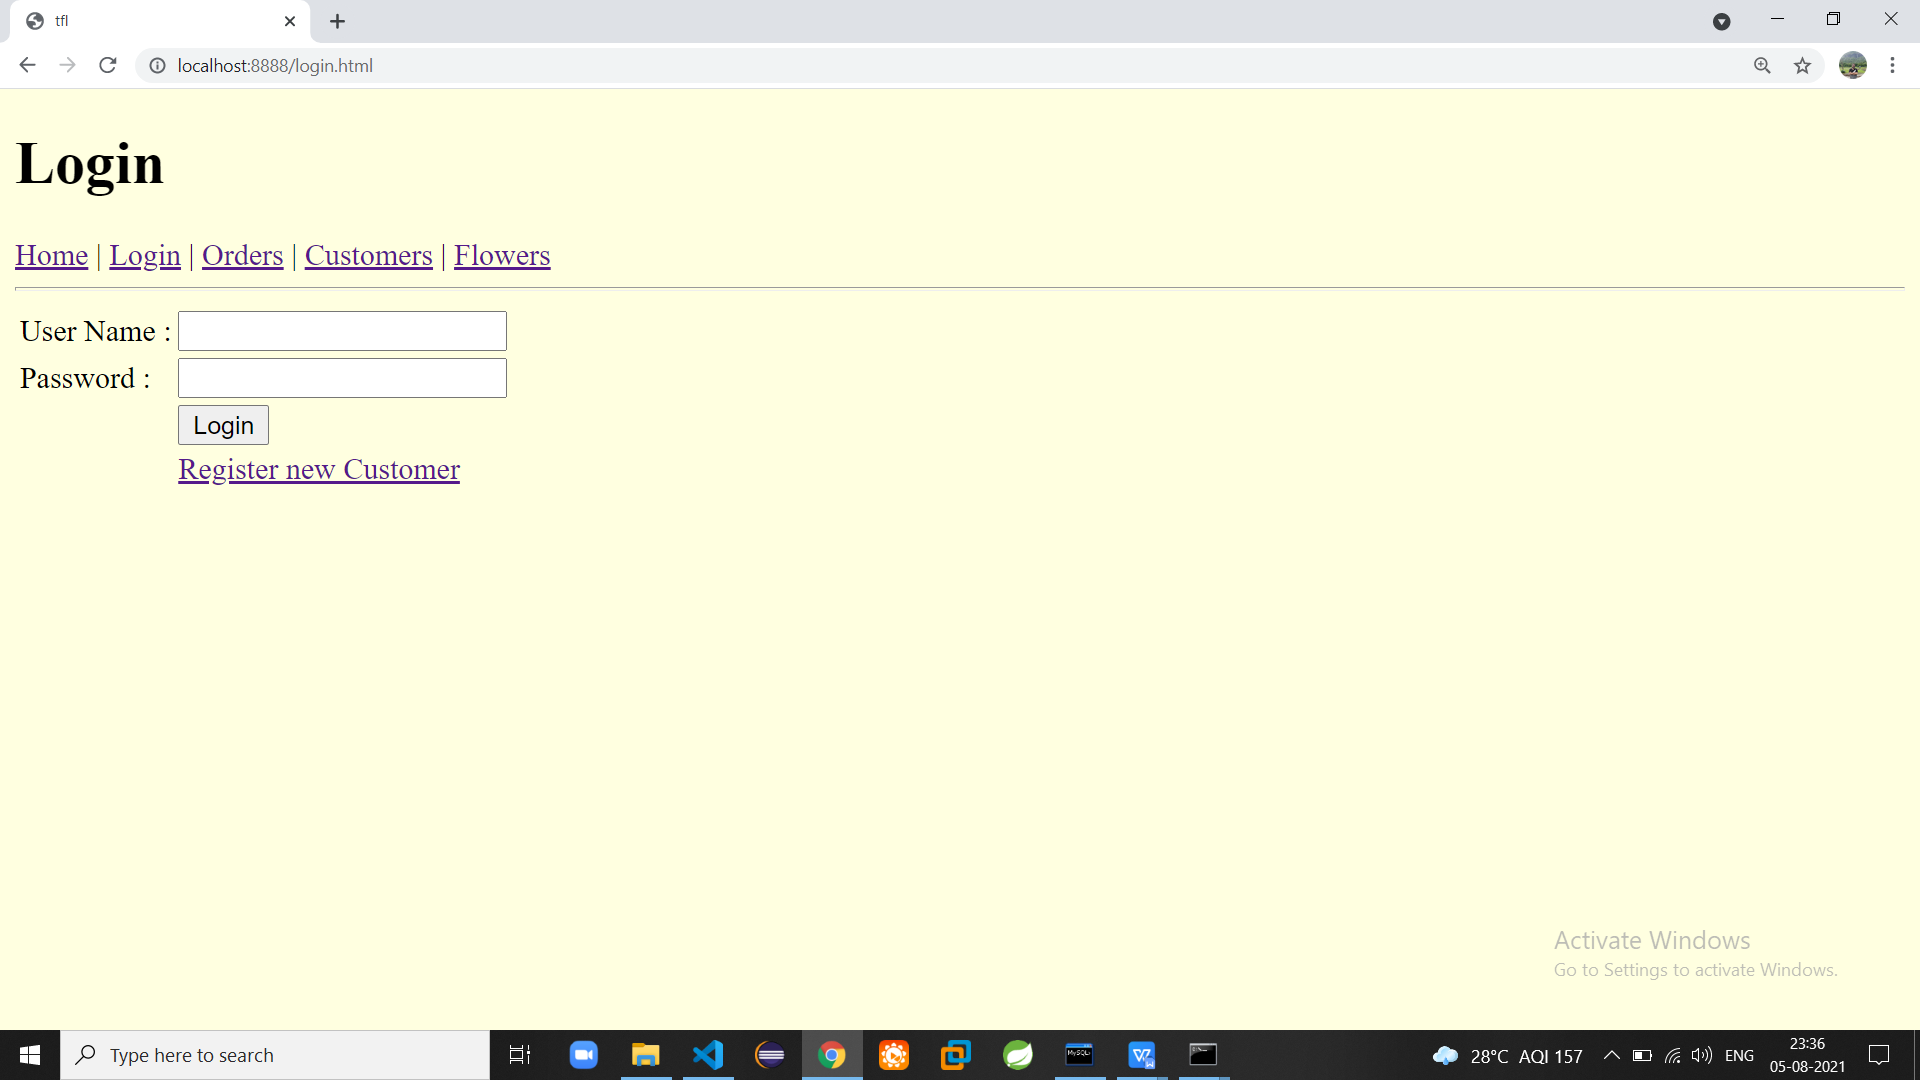 tfl
localhost:8888/login.html
Login
Home | Login | Orders | Customers | Flowers
User Name :
Password :
Login
Register new Customer
Activate Windows
Go to Settings to activate Windows.
Type here to search
MySQL
28°C AQI 157
ENG
23:36
05-08-2021